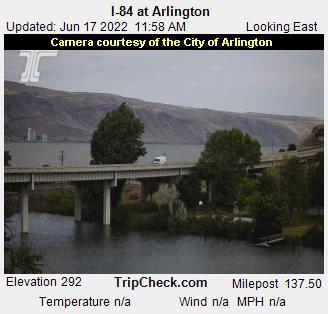 I-84 at Arlington
Updated: Jun 17 2022 11:58 AM Looking East
Camera courtesy of the City of Arlington
Elevation 292 TripCheck.com Milepost 137.50
Temperature n/a Wind n/a MPH n/a